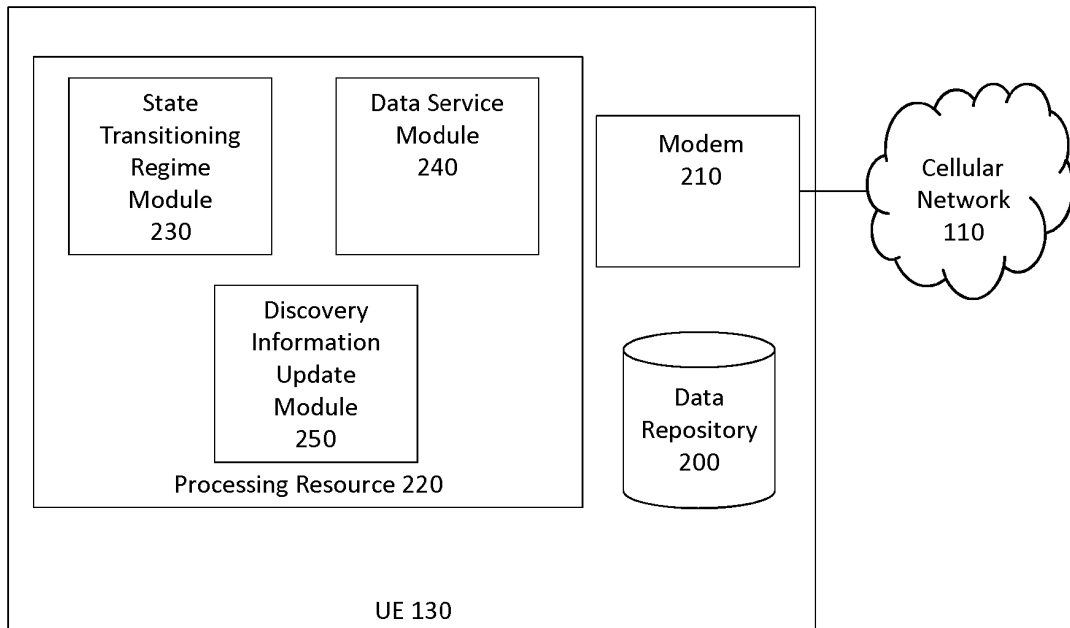 State
Transitioning
Regime
Module
230
Data Service
Module
240
Modem
210
Cellular
Network
110
Discovery
Information
Update
Module
250
Data
Repository
200
Processing Resource 220
UE 130